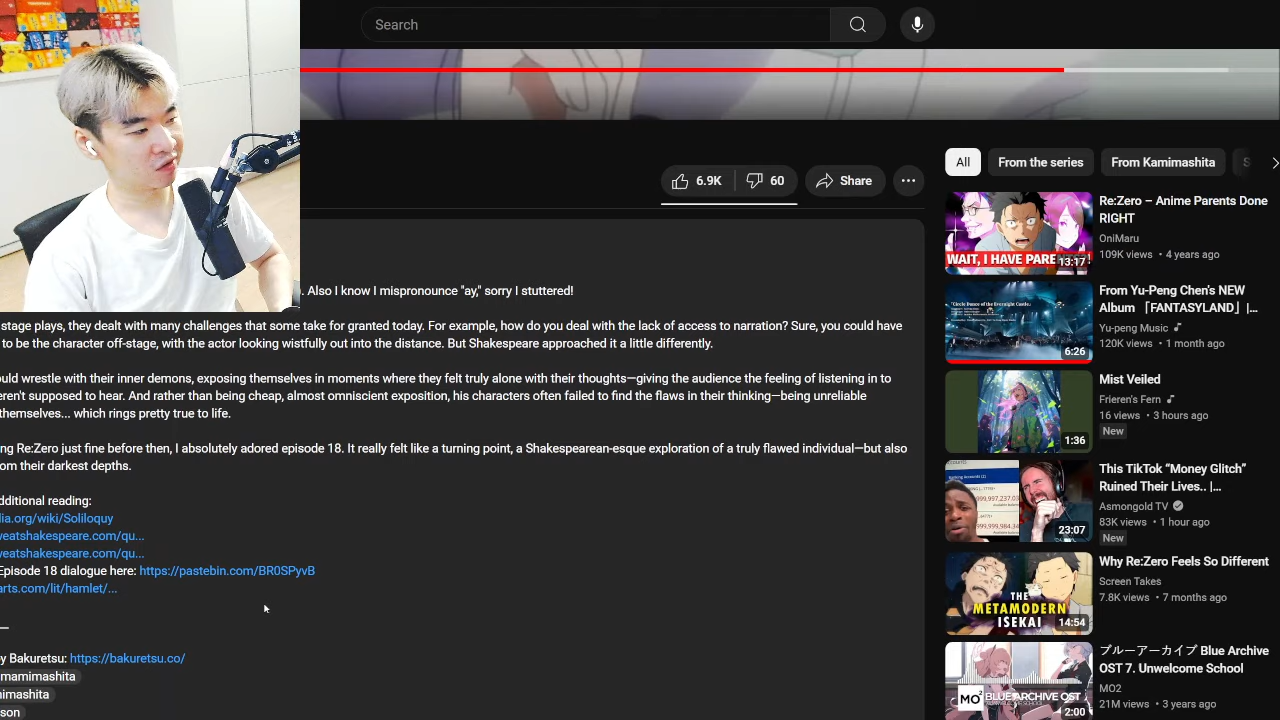 Search
6.9K
60
Share
All
From the series
From Kamimashita
S
. Also I know I mispronounce "ay," sorry I stuttered!
stage plays, they dealt with many challenges that some take for granted today. For example, how do you deal with the lack of access to narration? Sure, you could have
to be the character off-stage, with the actor looking wistfully out into the distance. But Shakespeare approached it a little differently.
ould wrestle with their inner demons, exposing themselves in moments where they felt truly alone with their thoughts—giving the audience the feeling of listening in to
eren't supposed to hear. And rather than being cheap, almost omniscient exposition, his characters often failed to find the flaws in their thinking—being unreliable
themselves... which rings pretty true to life.
ng Re:Zero just fine before then, I absolutely adored episode 18. It really felt like a turning point, a Shakespearean-esque exploration of a truly flawed individual—but also
om their darkest depths.
dditional reading:
dia.org/wiki/Soliloquy
weatshakespeare.com/qu...
weatshakespeare.com/qu...
Episode 18 dialogue here: https://pastebin.com/BR0SPyvB
arts.com/lit/hamlet/...
—
y Bakuretsu: https://bakuretsu.co/
mamimashita
nimashita
son
WAIT, I HAVE PARE
13:17
Re:Zero – Anime Parents Done
RIGHT
OniMaru
109K views • 4 years ago
6:26
From Yu-Peng Chen's NEW
Album 「FANTASYLAND」|...
Yu-peng Music
120K views • 1 month ago
1:36
Mist Veiled
Frieren's Fern
16 views • 3 hours ago
New
23:07
This TikTok “Money Glitch”
Ruined Their Lives.. |...
Asmongold TV
83K views • 1 hour ago
New
THE
METAMODERN
ISEKAI
14:54
Why Re:Zero Feels So Different
Screen Takes
7.8K views • 7 months ago
MO2
BLUE ARCHIVE OST
2:00
ブルーアーカイブ Blue Archive
OST 7. Unwelcome School
MO2
21M views • 3 years ago